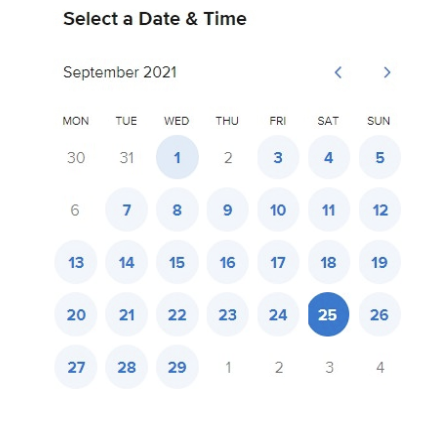 Select a Date & Time
September 2021
MON TUE WED THU FRI SAT SUN
30 31 1 2 3 4 5
6 7 8 9 10 11 12
13 14 15 16 17 18 19
20 21 22 23 24 25 26
27 28 29 1 2 3 4